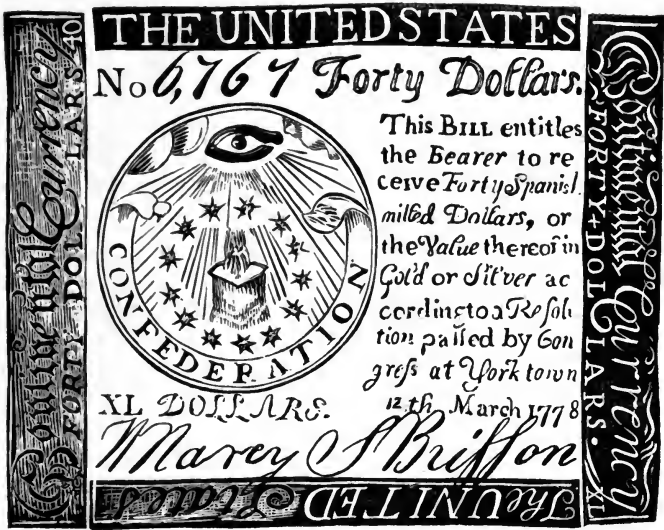 THE UNITED STATES
No 6,767 Forty Dollars.
This BILL entitles
the Bearer to re
ceive Forty Spanish
milled Dollars, or
the Value thereof in
Gold or Silver ac
cording to a Resolu
tion passed by Con
gress at York town
12th March 1778
CONFEDERATION
XL DOLLARS.
Marcy S Brisson
Continental Currency
FORTY DOLLARS 40
Continental Currency
FORTY-DOLLARS. XL
The UNITED States